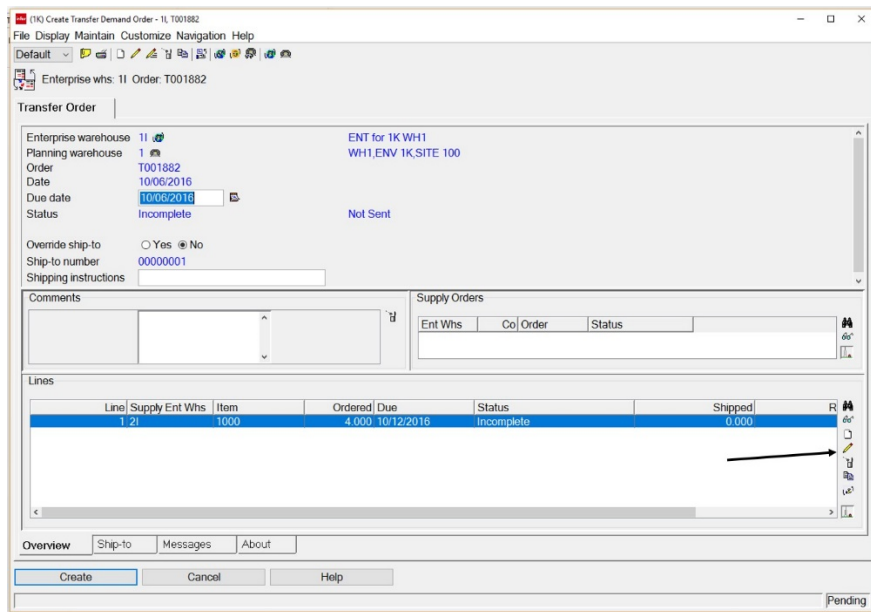 (1K) Create Transfer Demand Order - 1I, T001882
File Display Maintain Customize Navigation Help
Default
Enterprise whs: 1I Order: T001882
Transfer Order
Enterprise warehouse 1I ENT for 1K WH1
Planning warehouse 1 WH1,ENV 1K,SITE 100
Order T001882
Date 10/06/2016
Due date 10/06/2016
Status Incomplete Not Sent
Override ship-to Yes No
Ship-to number 00000001
Shipping instructions
Comments Supply Orders
Ent Whs Co Order Status
Lines
Line Supply Ent Whs Item Ordered Due Status Shipped R
1 2I 1000 4.000 10/12/2016 Incomplete 0.000
Overview Ship-to Messages About
Create Cancel Help
Pending